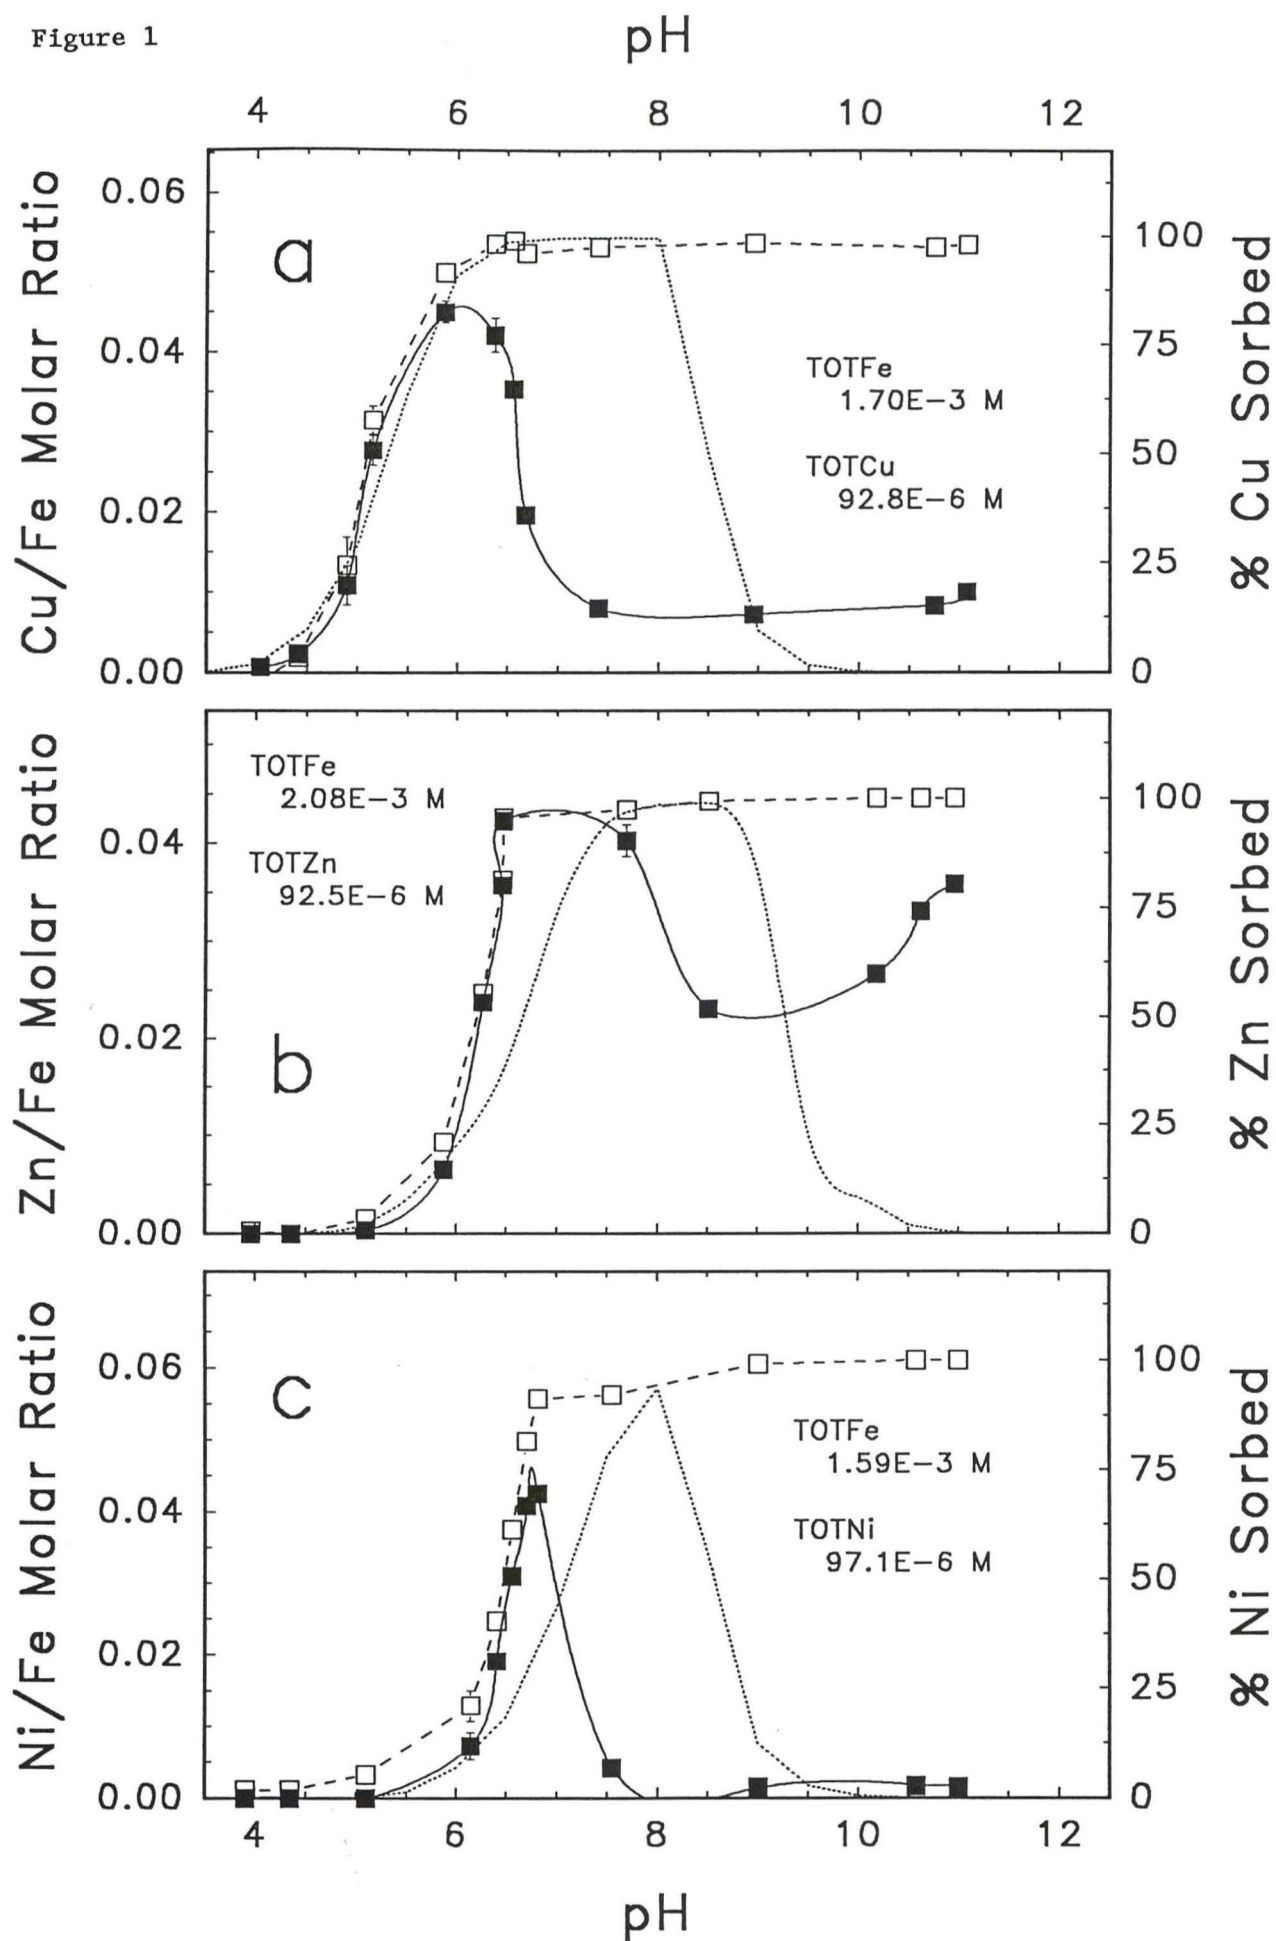 Figure 1
pH
4 6 8 10 12
Cu/Fe Molar Ratio
0.06
0.04
0.02
0.00
a
TOTFe
1.70E-3 M
TOTCu
92.8E-6 M
100
75
50
25
0
% Cu Sorbed
Zn/Fe Molar Ratio
0.04
0.02
0.00
TOTFe
2.08E-3 M
TOTZn
92.5E-6 M
b
100
75
50
25
0
% Zn Sorbed
Ni/Fe Molar Ratio
0.06
0.04
0.02
0.00
c
TOTFe
1.59E-3 M
TOTNi
97.1E-6 M
100
75
50
25
0
% Ni Sorbed
4 6 8 10 12
pH